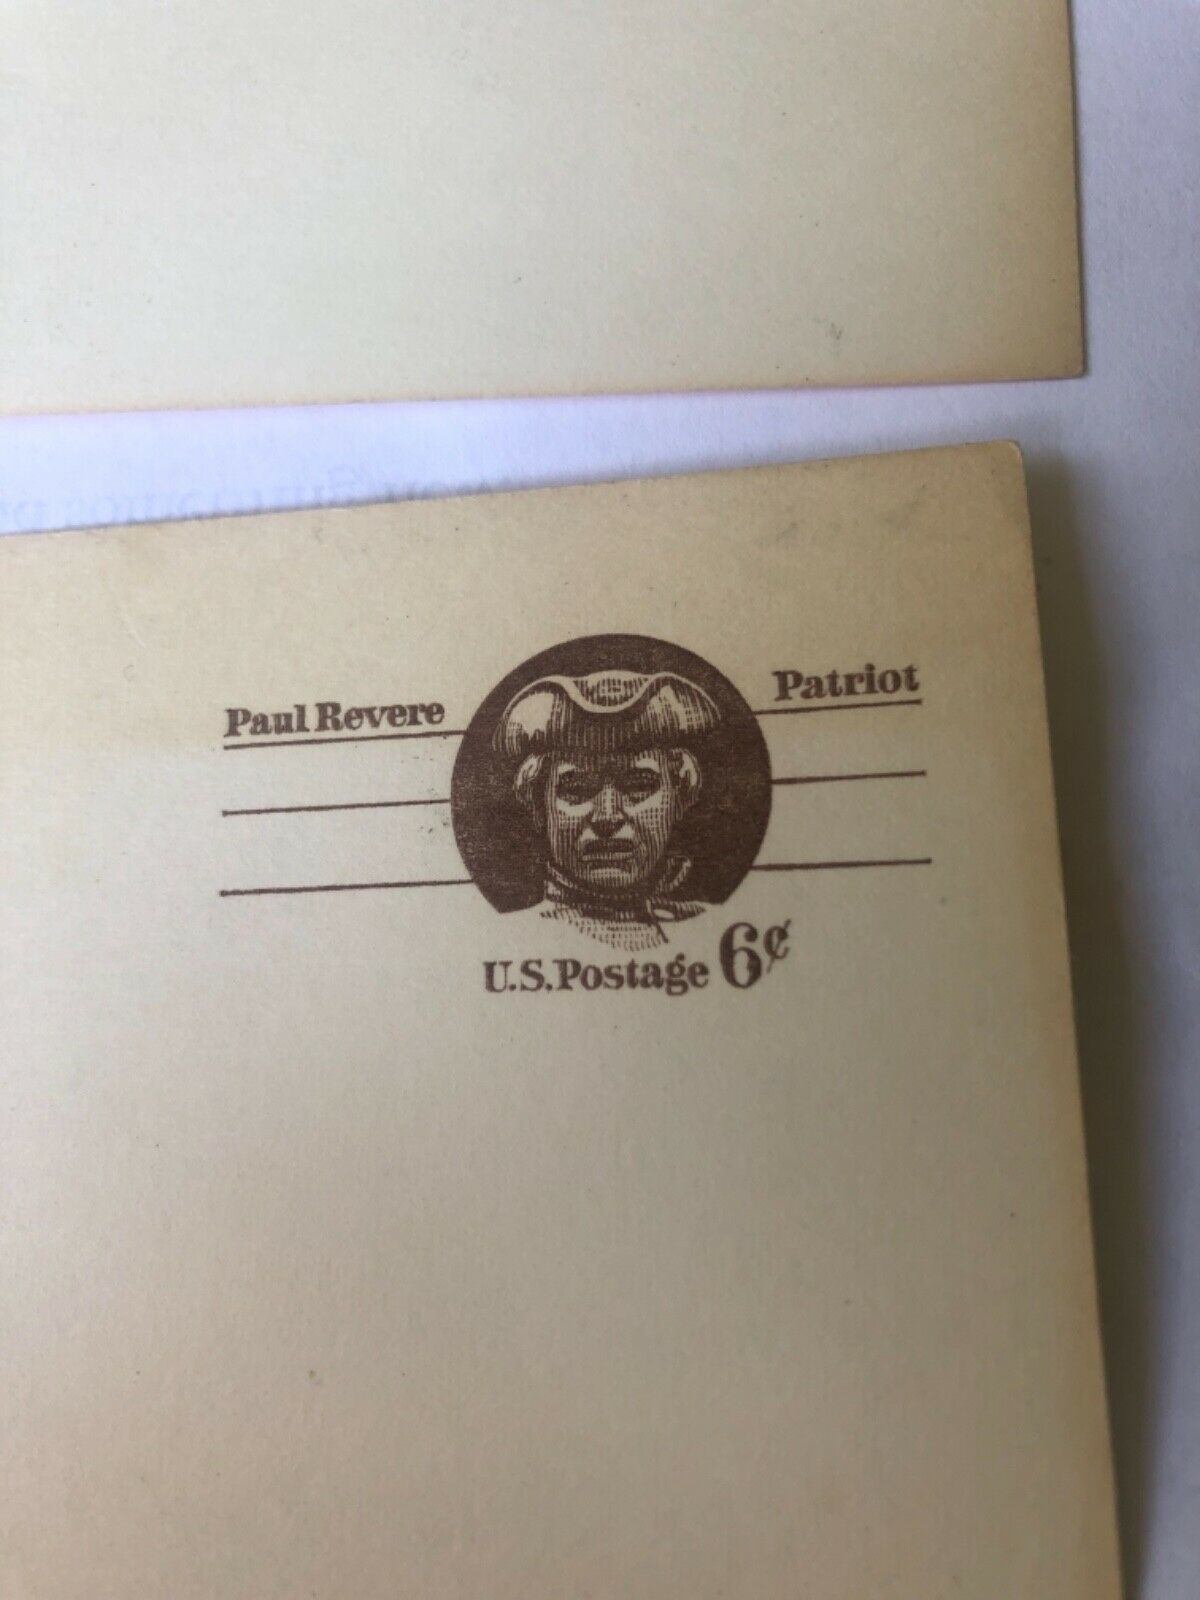 Paul Revere
Patriot
U.S. Postage 6¢